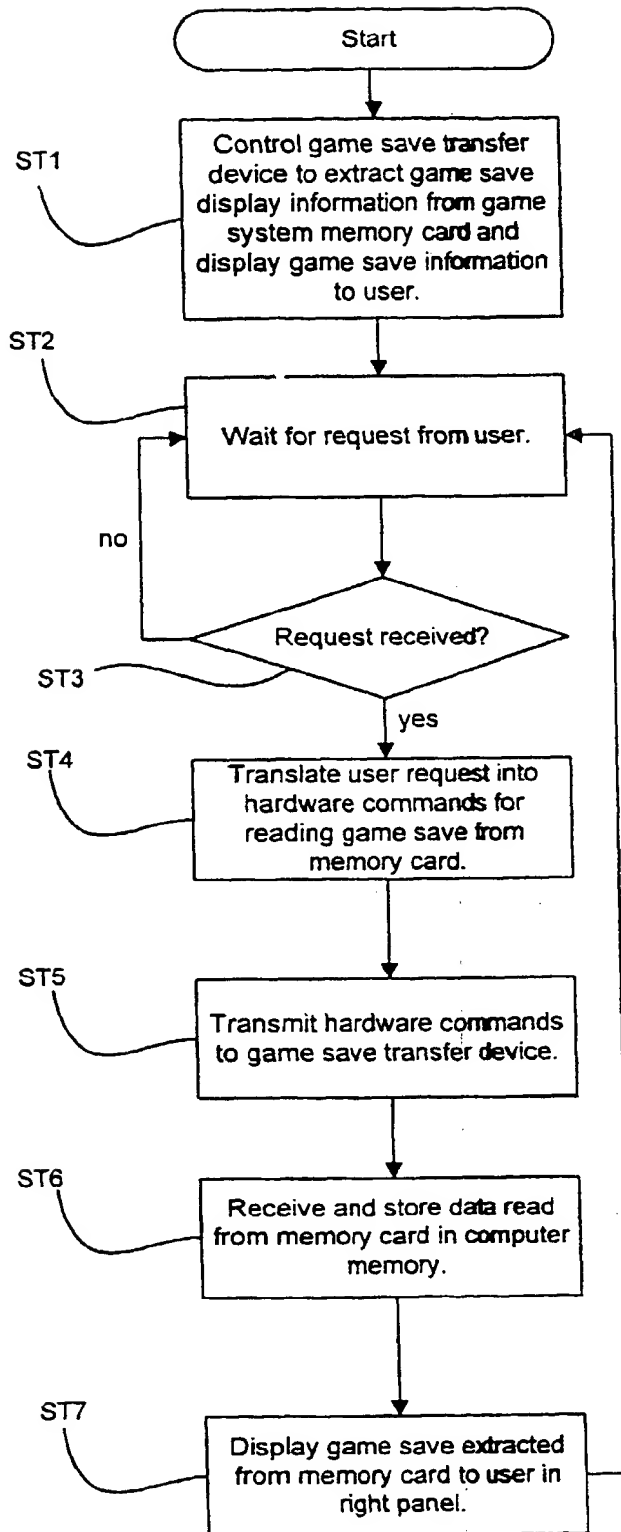 Start
ST1
Control game save transfer
device to extract game save
display information from game
system memory card and
display game save information
to user.
ST2
Wait for request from user.
no
Request received?
ST3
yes
ST4
Translate user request into
hardware commands for
reading game save from
memory card.
ST5
Transmit hardware commands
to game save transfer device.
ST6
Receive and store data read
from memory card in computer
memory.
ST7
Display game save extracted
from memory card to user in
right panel.